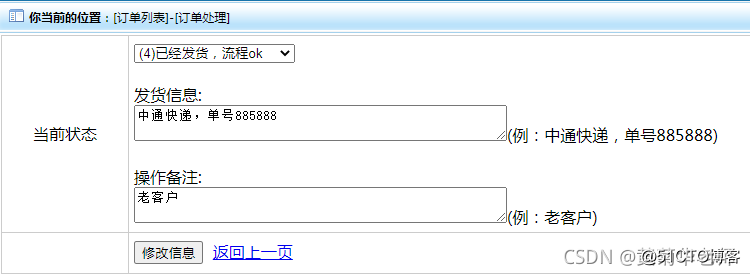 你当前的位置：[订单列表]-[订单处理]
(4)已经发货，流程ok
发货信息:
中通快递，单号885888
(例：中通快递，单号885888)
当前状态
操作备注:
老客户
(例：老客户)
修改信息 返回上一页
@51CTO博客